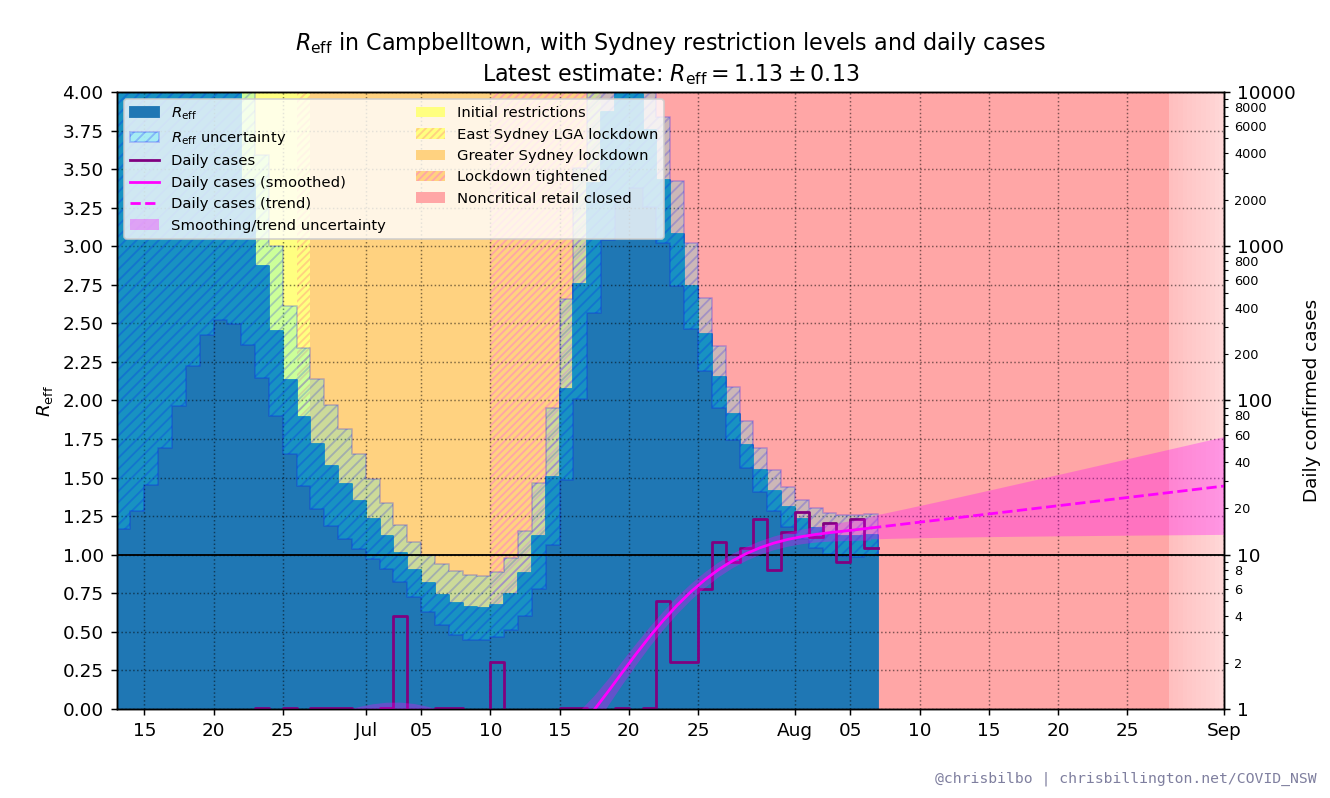 R_eff in Campbelltown, with Sydney restriction levels and daily cases
Latest estimate: R_eff = 1.13 ± 0.13
R_eff
R_eff uncertainty
Daily cases
Daily cases (smoothed)
Daily cases (trend)
Smoothing/trend uncertainty
Initial restrictions
East Sydney LGA lockdown
Greater Sydney lockdown
Lockdown tightened
Noncritical retail closed
R_eff
4.00
3.75
3.50
3.25
3.00
2.75
2.50
2.25
2.00
1.75
1.50
1.25
1.00
0.75
0.50
0.25
0.00
15 20 25 Jul 05 10 15 20 25 Aug 05 10 15 20 25 Sep
10000
8000
6000
4000
2000
1000
800
600
400
200
100
80
60
40
20
10
8
6
4
2
1
Daily confirmed cases
@chrisbilbo | chrisbillington.net/COVID_NSW